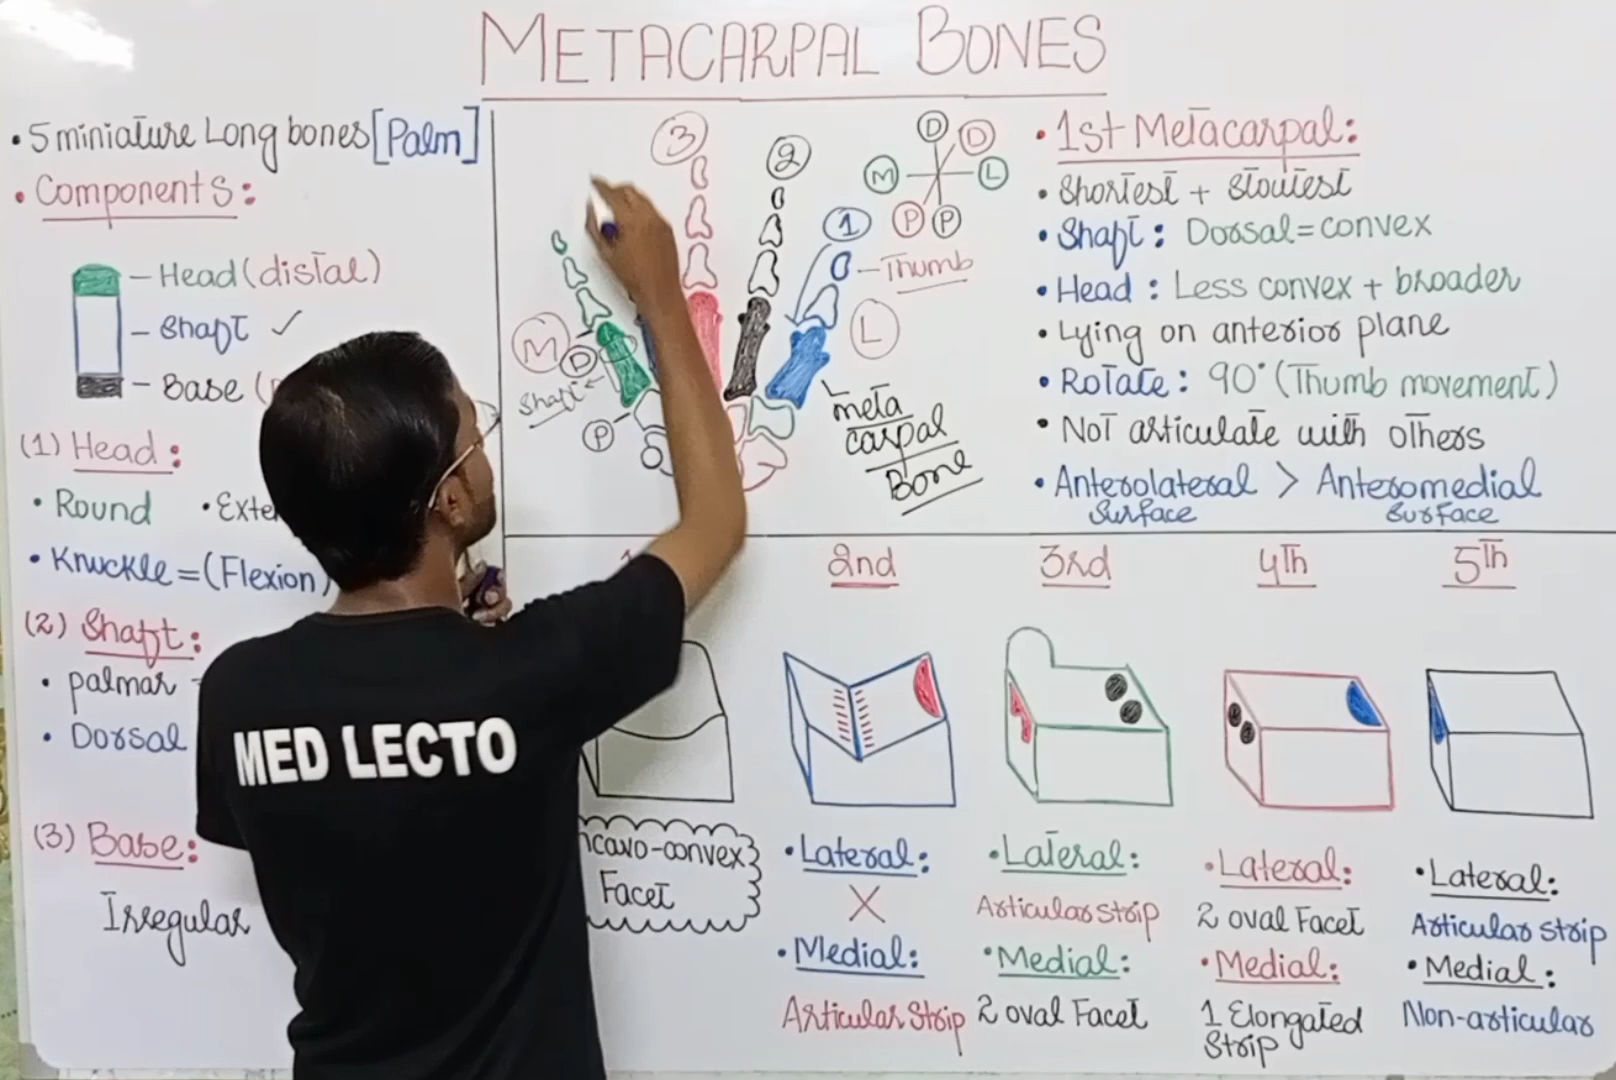 METACARPAL BONES
• 5 miniature Long bones [Palm]
• Components:
– Head (distal)
– Shaft ✓
– Base (
(1) Head:
• Round
• Knuckle = (Flexion)
(2) Shaft:
• palmar
• Dorsal
(3) Base:
Irregular
3
2
1
Thumb
M
D
P
Shaft
L
meta
carpal
Bone
D
D
M
L
P
P
• 1st Metacarpal:
• Shortest + Stoutest
• Shaft: Dorsal = convex
• Head: Less convex + broader
• Lying on anterior plane
• Rotate: 90° (Thumb movement)
• Not articulate with others
• Anterolateral > Anteromedial
Surface Surface
MED LECTO
Facet
2nd
• Lateral:
X
• Medial:
Articular Strip
3rd
• Lateral:
Articular strip
• Medial:
2 oval Facet
4th
• Lateral:
2 oval Facet
• Medial:
1 Elongated
Strip
5th
• Lateral:
Articular strip
• Medial:
Non-articular